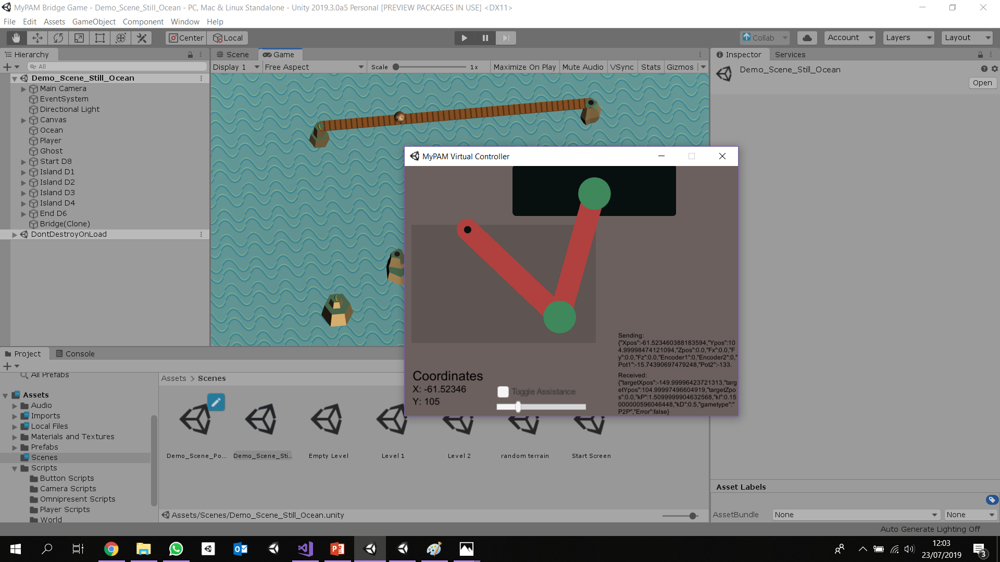 MyPAM Bridge Game - Demo_Scene_Still_Ocean - PC, Mac & Linux Standalone - Unity 2019.3.0a5 Personal [PREVIEW PACKAGES IN USE] <DX11>
File Edit Assets GameObject Component Window Help
Center Local
Collab Account Layers Layout
Hierarchy
All
Demo_Scene_Still_Ocean
Main Camera
EventSystem
Directional Light
Canvas
Ocean
Player
Ghost
Start D8
Island D1
Island D2
Island D3
Island D4
End D6
Bridge(Clone)
DontDestroyOnLoad
Scene Game
Display 1 Free Aspect Scale 1x Maximize On Play Mute Audio VSync Stats Gizmos
Inspector Services
Demo_Scene_Still_Ocean
Open
MyPAM Virtual Controller
Sending:
{"Xpos":-61.523460388183594,"Ypos":10
4.99998474121094,"Zpos":0.0,"Fx":0.0,"F
y":0.0,"Fz":0.0,"Encoder1":0,"Encoder2":0,"
Pot1":-15.74390697479248,"Pot2":-133.
Received:
{"targetXpos":-149.99996423721313,"targ
etYpos":104.99997496604919,"targetZpo
s":0.0,"kP":1.5099999904632568,"kI":0.15
000000596046448,"kD":0.5,"gametype":"
P2P","Error":false}
Coordinates
X: -61.52346
Y: 105
Toggle Assistance
Project Console
All Prefabs
Assets
Audio
Imports
Local Files
Materials and Textures
Prefabs
Scenes
Scripts
Button Scripts
Camera Scripts
Omnipresent Scripts
Player Scripts
World
Assets > Scenes
Demo_Scene_Po...
Demo_Scene_Sti...
Empty Level
Level 1
Level 2
random terrain
Start Screen
Assets/Scenes/Demo_Scene_Still_Ocean.unity
Asset Labels
AssetBundle None None
Auto Generate Lighting Off
12:03
23/07/2019
3